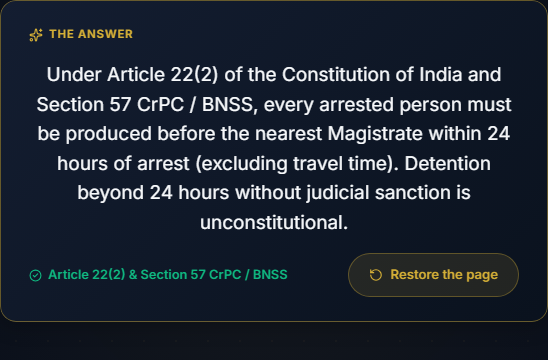 THE ANSWER
Under Article 22(2) of the Constitution of India and
Section 57 CrPC / BNSS, every arrested person must
be produced before the nearest Magistrate within 24
hours of arrest (excluding travel time). Detention
beyond 24 hours without judicial sanction is
unconstitutional.
Article 22(2) & Section 57 CrPC / BNSS
Restore the page